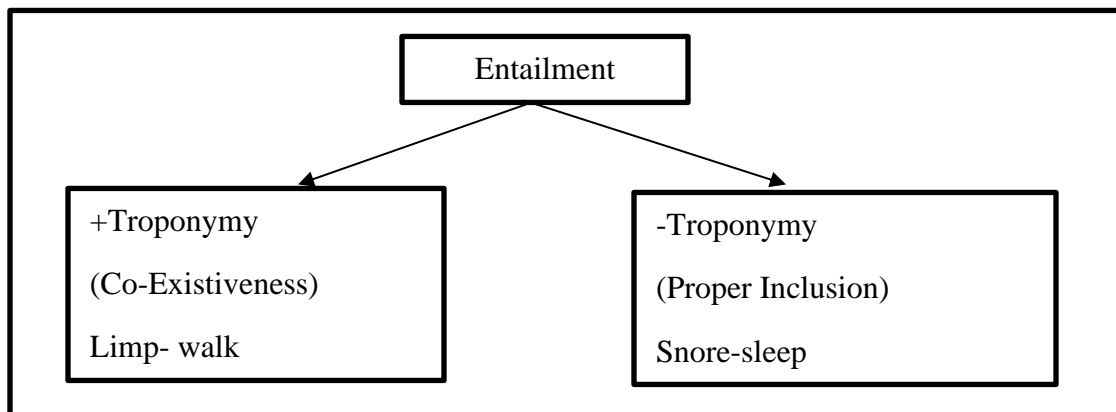 Entailment
+Troponymy
(Co-Existiveness)
Limp- walk
-Troponymy
(Proper Inclusion)
Snore-sleep